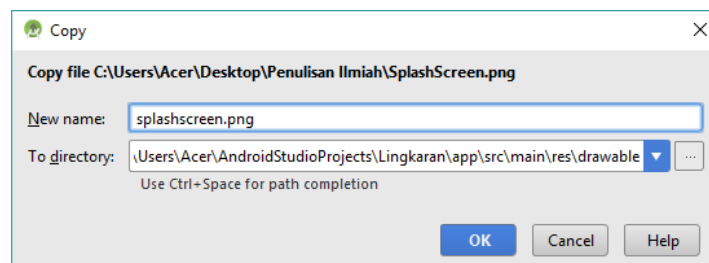 Copy
Copy file C:\Users\Acer\Desktop\Penulisan Ilmiah\SplashScreen.png
New name: splashscreen.png
To directory: \Users\Acer\AndroidStudioProjects\Lingkaran\app\src\main\res\drawable ...
Use Ctrl+Space for path completion
OK Cancel Help